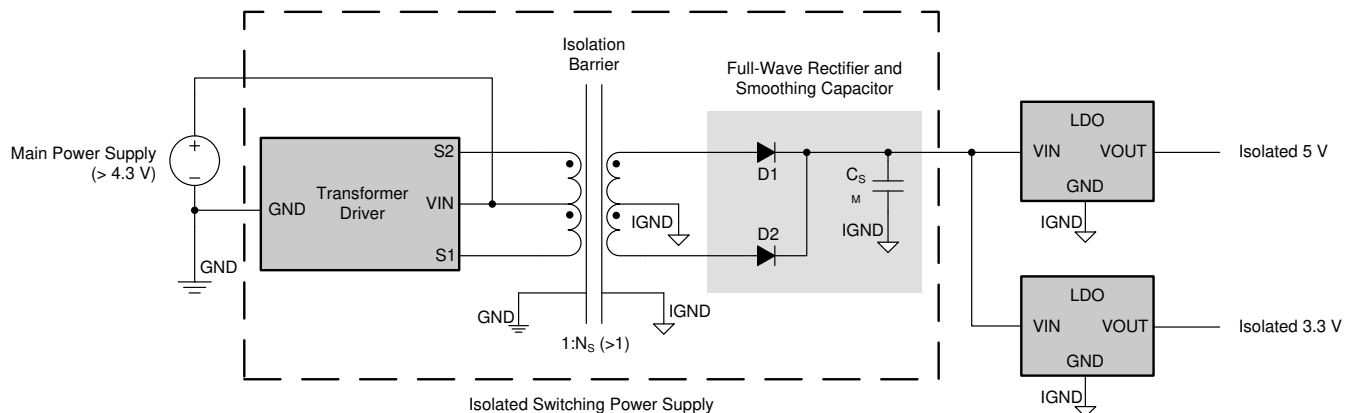 Isolation
Barrier
Full-Wave Rectifier and
Smoothing Capacitor
Main Power Supply
(> 4.3 V)
+
–
GND
GND
Transformer
Driver
S2
VIN
S1
IGND
GND
IGND
1:NS (>1)
D1
D2
CS
M
IGND
LDO
VIN
VOUT
GND
IGND
Isolated 5 V
LDO
VIN
VOUT
GND
IGND
Isolated 3.3 V
Isolated Switching Power Supply